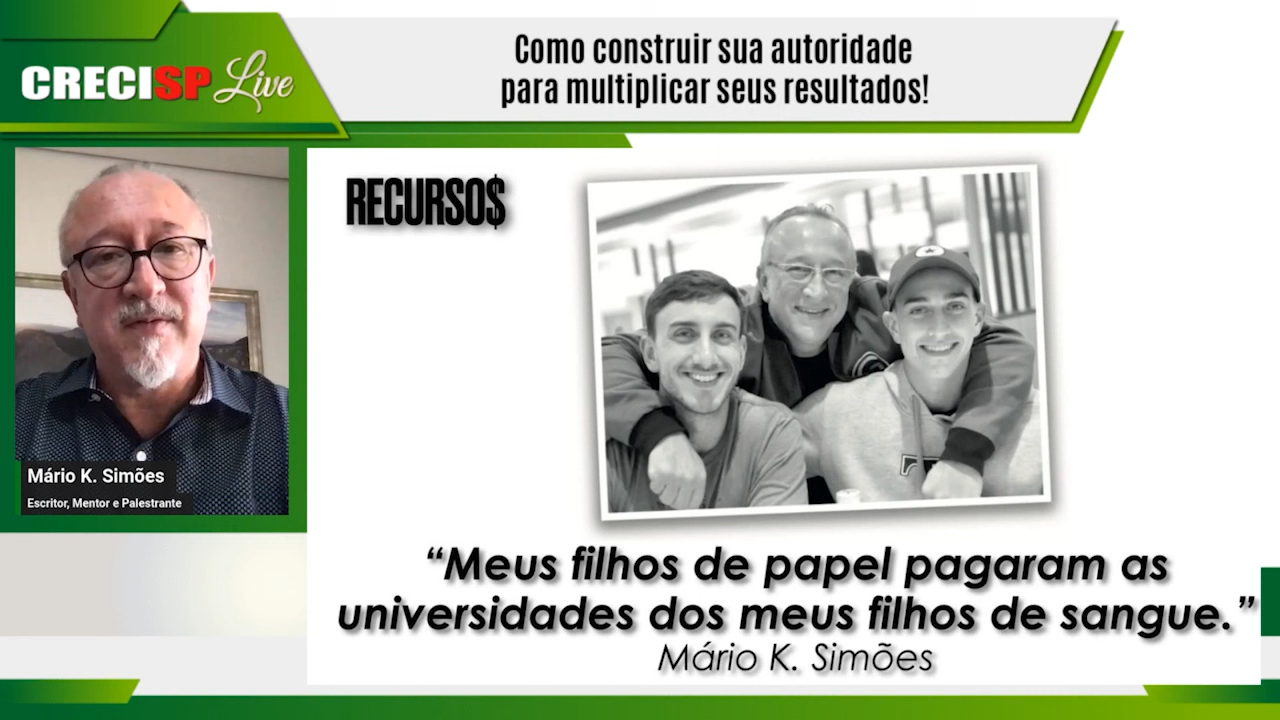 Como construir sua autoridade
para multiplicar seus resultados!
CRECISP Live
RECURSO$
Mário K. Simões
Escritor, Mentor e Palestrante
“Meus filhos de papel pagaram as
universidades dos meus filhos de sangue.”
Mário K. Simões